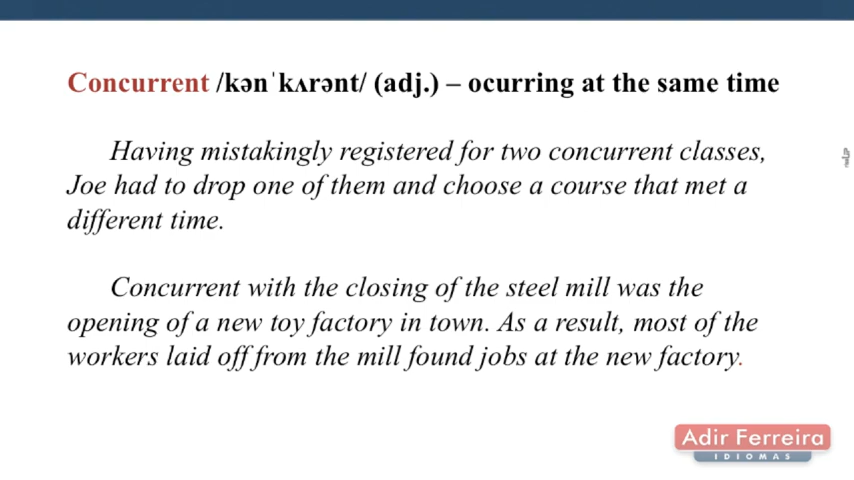 Concurrent /kənˈkʌrənt/ (adj.) – ocurring at the same time
Having mistakingly registered for two concurrent classes,
Joe had to drop one of them and choose a course that met a
different time.
Concurrent with the closing of the steel mill was the
opening of a new toy factory in town. As a result, most of the
workers laid off from the mill found jobs at the new factory.
Adir Ferreira
IDIOMAS